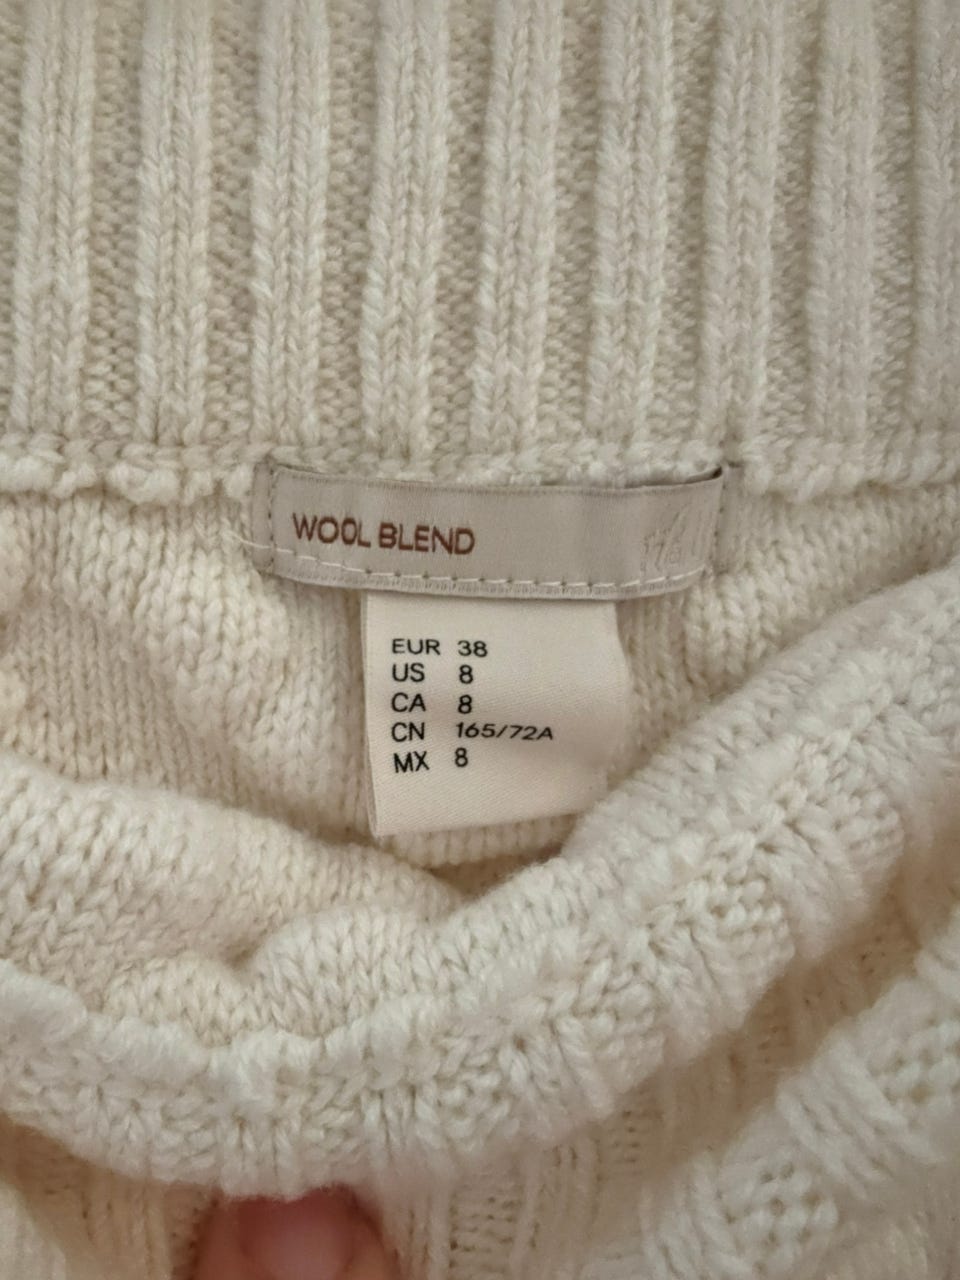 WOOL BLEND
EUR 38
US 8
CA 8
CN 165/72A
MX 8